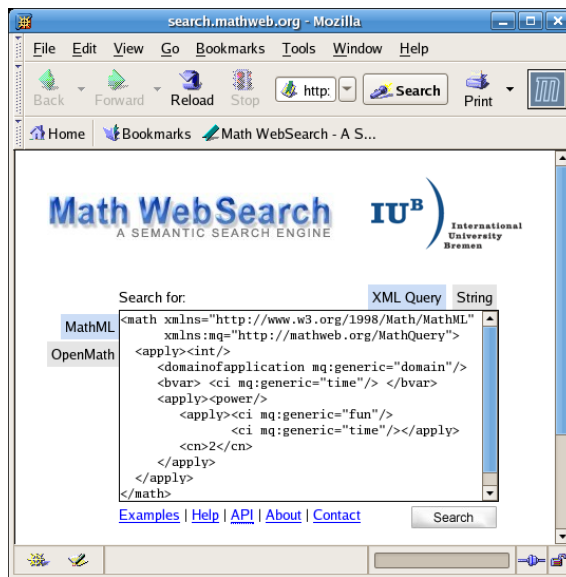 search.mathweb.org - Mozilla
File Edit View Go Bookmarks Tools Window Help
Back Forward Reload Stop http: Search Print
Home Bookmarks Math WebSearch - A S...
Math WebSearch
A SEMANTIC SEARCH ENGINE
IUB
International
University
Bremen
Search for: XML Query String
MathML
OpenMath
<math xmlns="http://www.w3.org/1998/Math/MathML"
xmlns:mq="http://mathweb.org/MathQuery">
<apply><int/>
<domainofapplication mq:generic="domain"/>
<bvar> <ci mq:generic="time"/> </bvar>
<apply><power/>
<apply><ci mq:generic="fun"/>
<ci mq:generic="time"/></apply>
<cn>2</cn>
</apply>
</apply>
</math>
Examples | Help | API | About | Contact Search